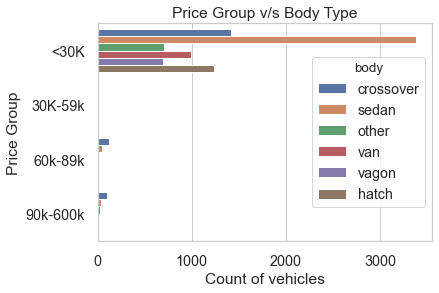 Price Group v/s Body Type
Price Group
<30K
30K-59k
60k-89k
90k-600k
body
crossover
sedan
other
van
vagon
hatch
0
1000
2000
3000
Count of vehicles